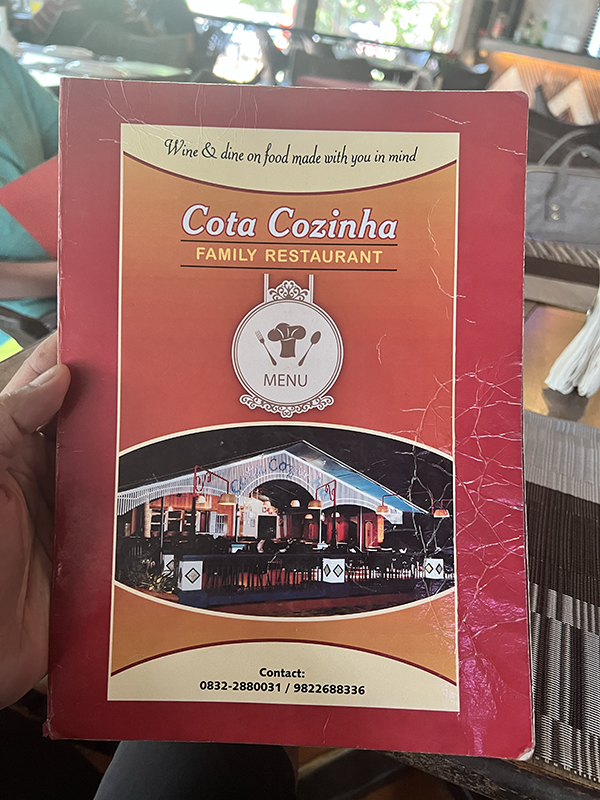 Wine & dine on food made with you in mind
Cota Cozinha
FAMILY RESTAURANT
MENU
Contact:
0832-2880031 / 9822688336